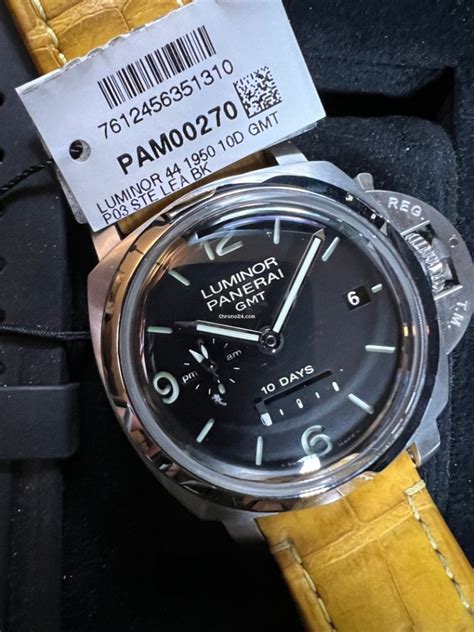 7612456351310
PAM00270
LUMINOR 44 1950 10D GMT
P03 STE LEA BK
REG.
T.M.
12
LUMINOR
PANERAI
GMT
Chrono24.com
6
pm
am
9
10 DAYS
6